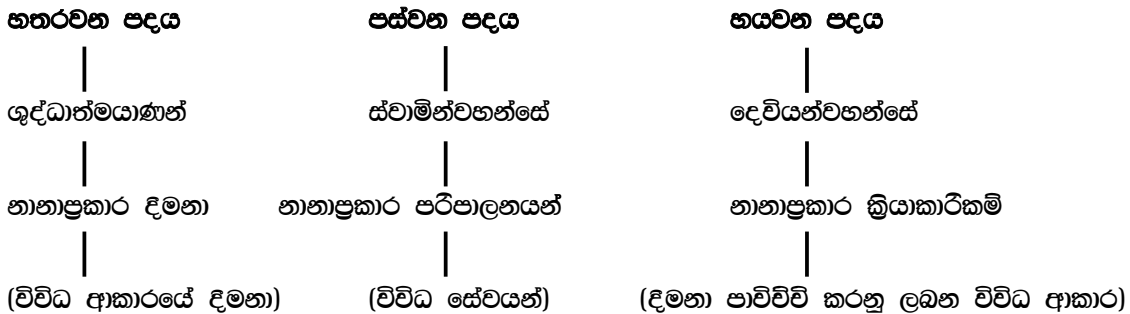 හතරවන පදය පස්වන පදය හයවන පදය
ශුද්ධාත්මයාණන් ස්වාමින්වහන්සේ දෙවියන්වහන්සේ
නානාප්‍රකාර දිමනා නානාප්‍රකාර පරිපාලනයන් නානාප්‍රකාර ක්‍රියාකාරිකම්
(විවිධ ආකාරයේ දිමනා) (විවිධ සේවයන්) (දිමනා පාවිච්චි කරනු ලබන විවිධ ආකාර)